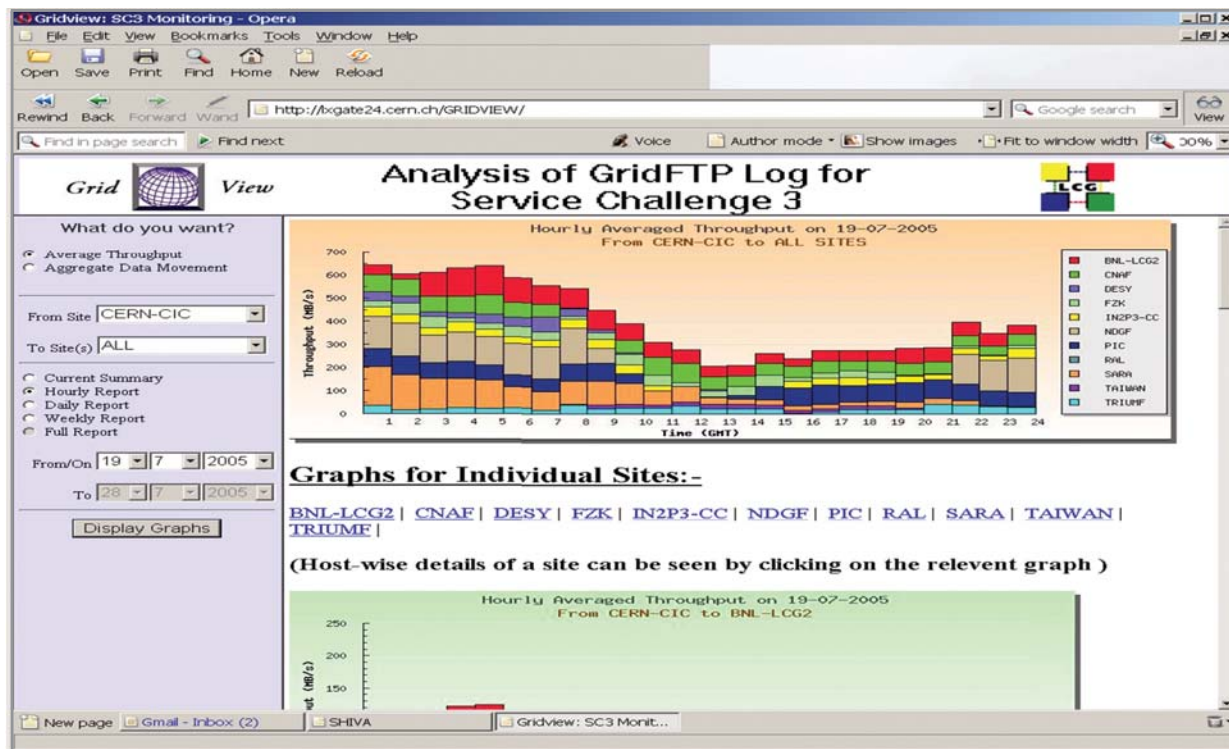 Gridview: SC3 Monitoring - Opera
File Edit View Bookmarks Tools Window Help
Open Save Print Find Home New Reload
Rewind Back Forward Wand http://lxgate24.cern.ch/GRIDVIEW/ Google search View
Find in page search Find next Voice Author mode Show images Fit to window width 00%
Grid View
Analysis of GridFTP Log for
Service Challenge 3
LCG
What do you want?
Average Throughput
Aggregate Data Movement
From Site CERN-CIC
To Site(s) ALL
Current Summary
Hourly Report
Daily Report
Weekly Report
Full Report
From/On 19 7 2005
To 28 7 2005
Display Graphs
Hourly Averaged Throughput on 19-07-2005
From CERN-CIC to ALL SITES
Throughput (MB/s)
700
600
500
400
300
200
100
0
1 2 3 4 5 6 7 8 9 10 11 12 13 14 15 16 17 18 19 20 21 22 23 24
Time (GMT)
BNL-LCG2
CNAF
DESY
FZK
IN2P3-CC
NDGF
PIC
RAL
SARA
TAIWAN
TRIUMF
Graphs for Individual Sites:-
BNL-LCG2 | CNAF | DESY | FZK | IN2P3-CC | NDGF | PIC | RAL | SARA | TAIWAN |
TRIUMF |
(Host-wise details of a site can be seen by clicking on the relevent graph )
Hourly Averaged Throughput on 19-07-2005
From CERN-CIC to BNL-LCG2
250
200
150
(MB/s)
New page Gmail - Inbox (2) SHIVA Gridview: SC3 Monit...